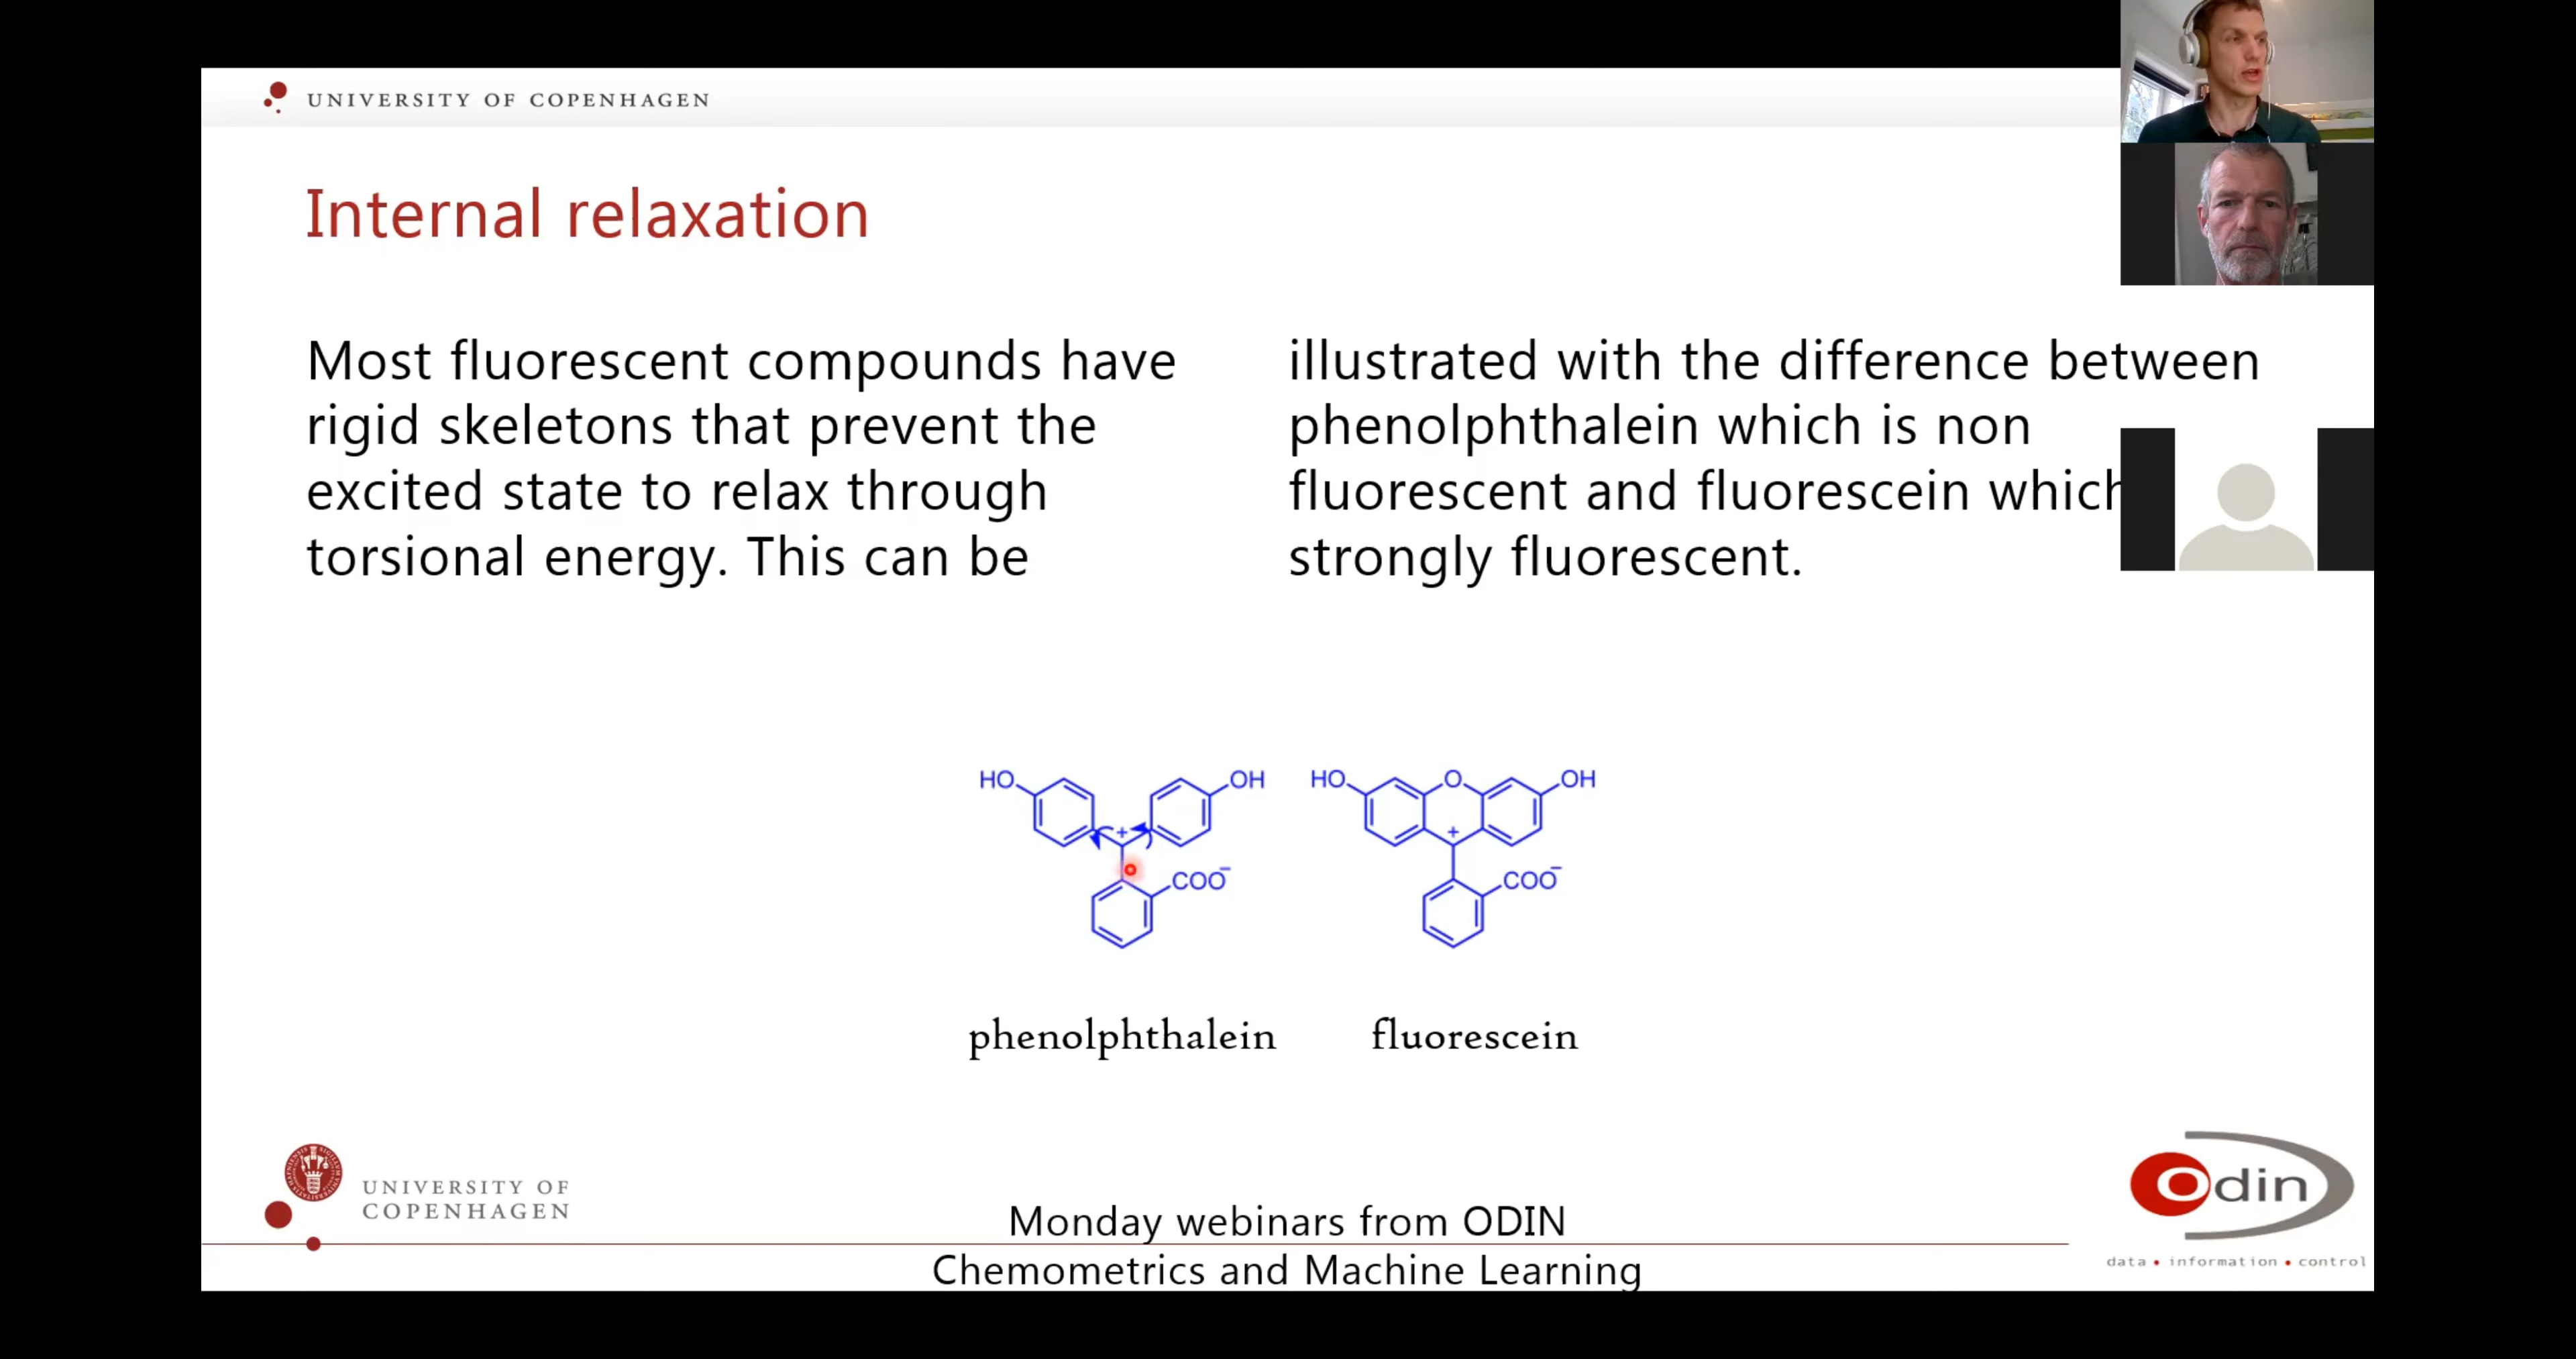 UNIVERSITY OF COPENHAGEN
Internal relaxation
Most fluorescent compounds have
rigid skeletons that prevent the
excited state to relax through
torsional energy. This can be
illustrated with the difference between
phenolphthalein which is non
fluorescent and fluorescein which
strongly fluorescent.
HO
OH
+
COO⁻
HO
O
OH
+
COO⁻
phenolphthalein
fluorescein
UNIVERSITY OF
COPENHAGEN
Monday webinars from ODIN
Chemometrics and Machine Learning
Odin
data • information • control